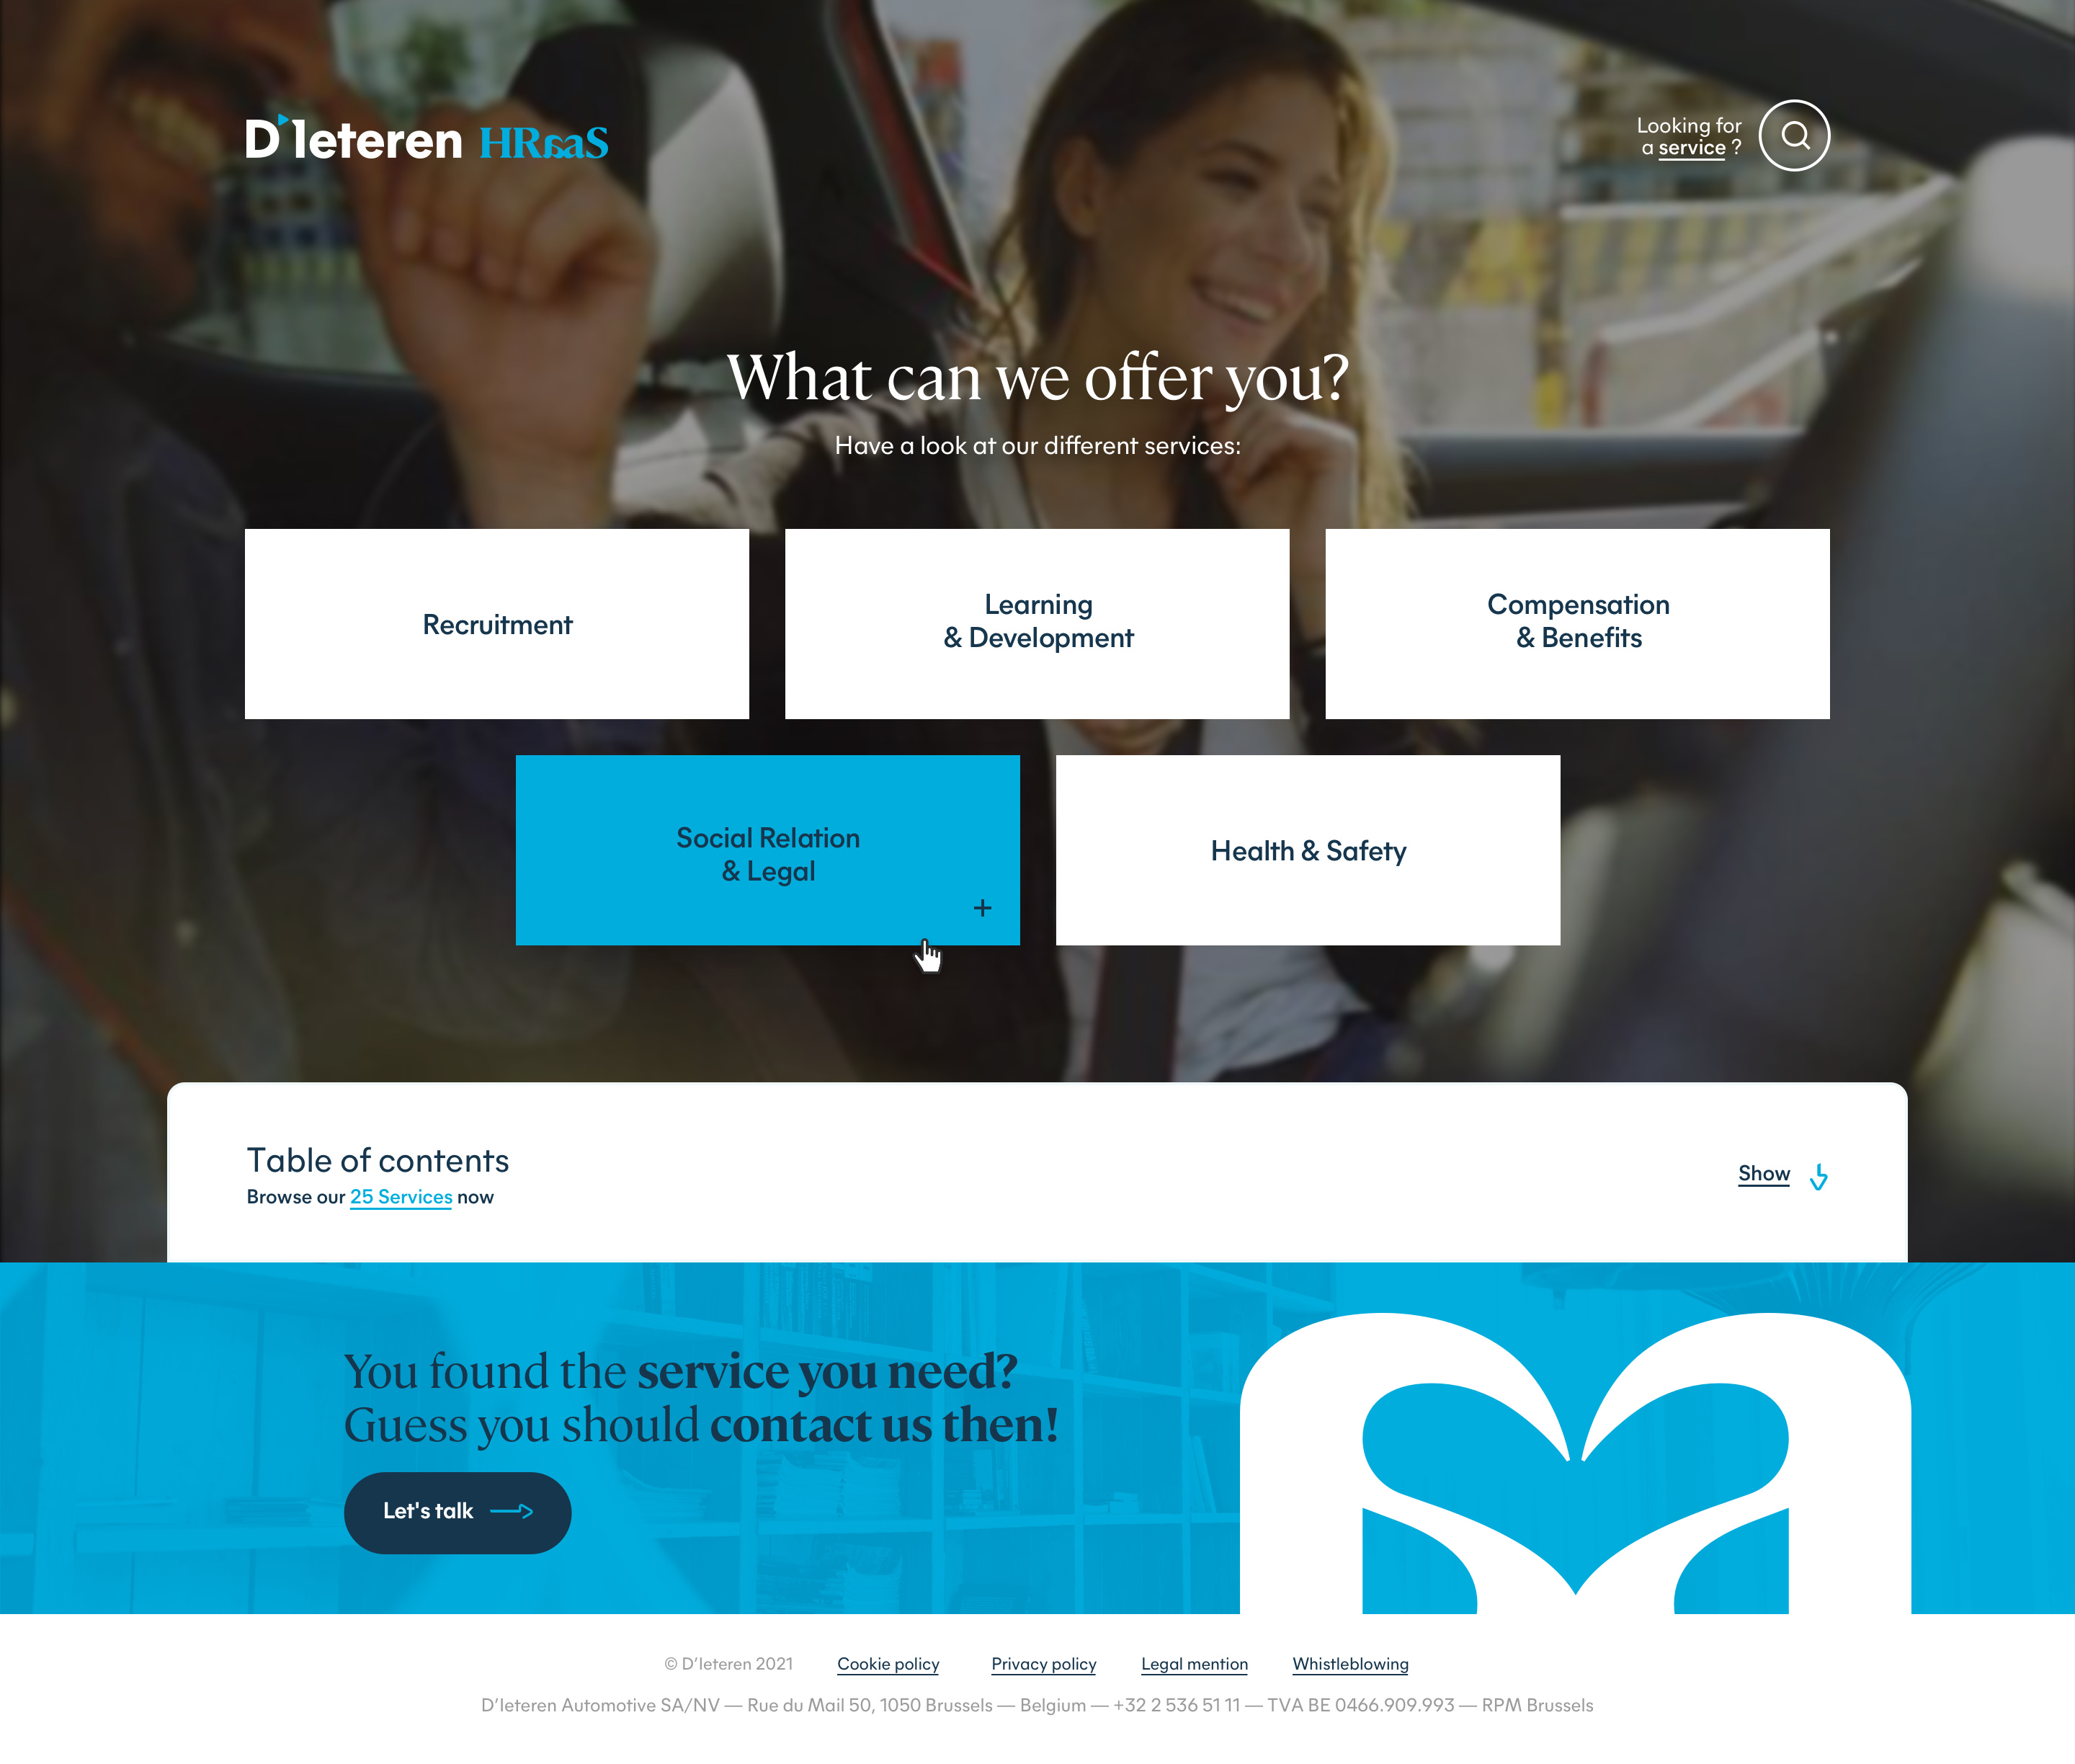 D'Ieteren HRaaS
Looking for
a service ?
What can we offer you?
Have a look at our different services:
Recruitment
Learning
& Development
Compensation
& Benefits
Social Relation
& Legal
+
Health & Safety
Table of contents
Browse our 25 Services now
Show
You found the service you need?
Guess you should contact us then!
Let's talk
© D'Ieteren 2021 Cookie policy Privacy policy Legal mention Whistleblowing
D'Ieteren Automotive SA/NV — Rue du Mail 50, 1050 Brussels — Belgium — +32 2 536 51 11 — TVA BE 0466.909.993 — RPM Brussels